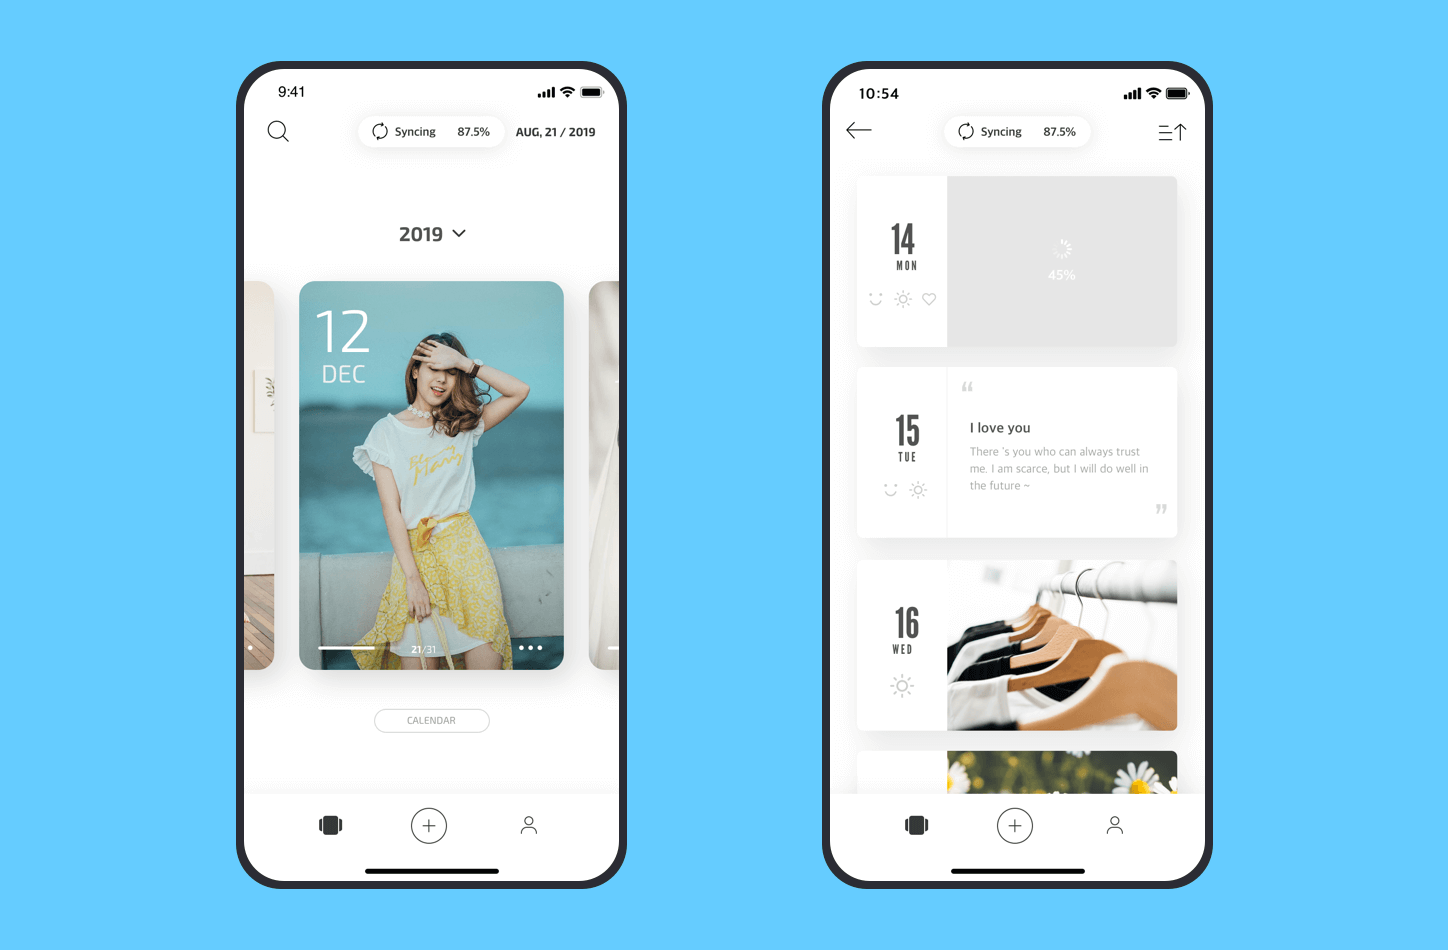 9:41
Syncing 87.5% AUG, 21 / 2019
2019
12
DEC
21/31
CALENDAR
10:54
Syncing 87.5%
14
MON
45%
15
TUE
“
I love you
There 's you who can always trust
me. I am scarce, but I will do well in
the future ~
”
16
WED